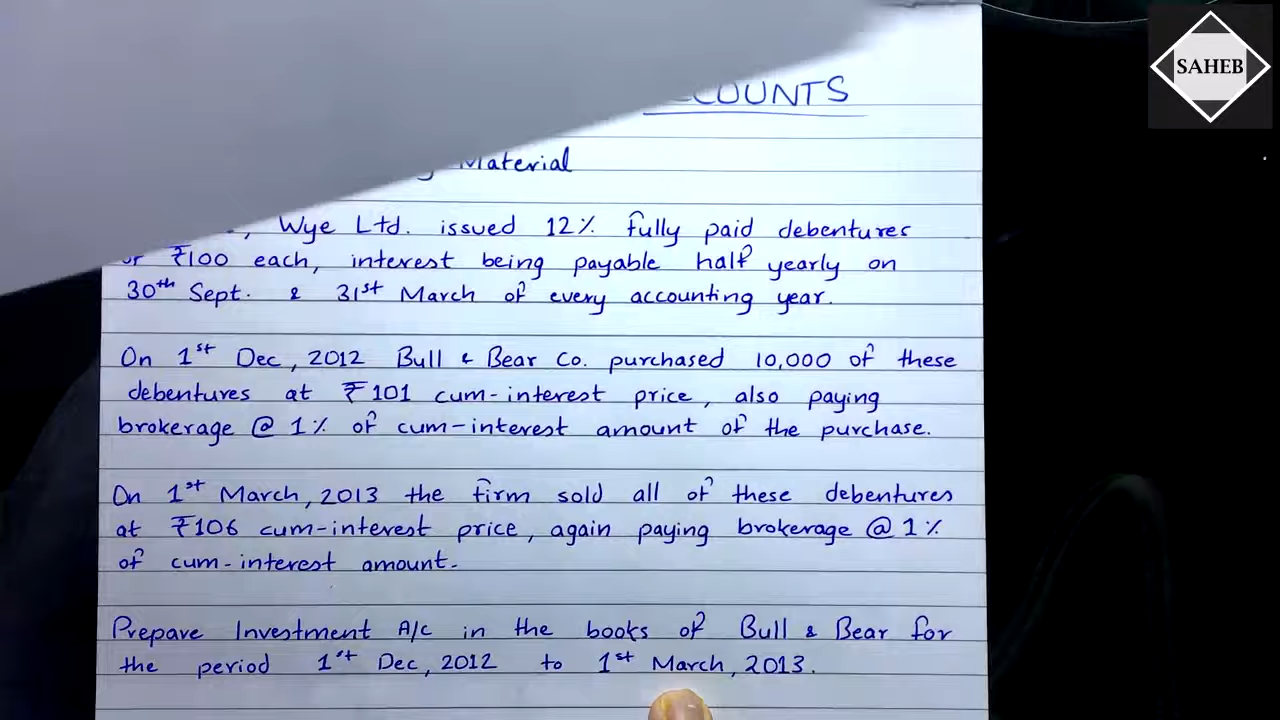 SAHEB
COUNTS
Material
Wye Ltd. issued 12% fully paid debentures
₹100 each, interest being payable half yearly on
30th Sept. & 31st March of every accounting year.
On 1st Dec, 2012 Bull & Bear Co. purchased 10,000 of these
debentures at ₹101 cum-interest price, also paying
brokerage @ 1% of cum-interest amount of the purchase.
On 1st March, 2013 the firm sold all of these debentures
at ₹106 cum-interest price, again paying brokerage @ 1%
of cum-interest amount.
Prepare Investment A/c in the books of Bull & Bear for
the period 1st Dec, 2012 to 1st March, 2013.